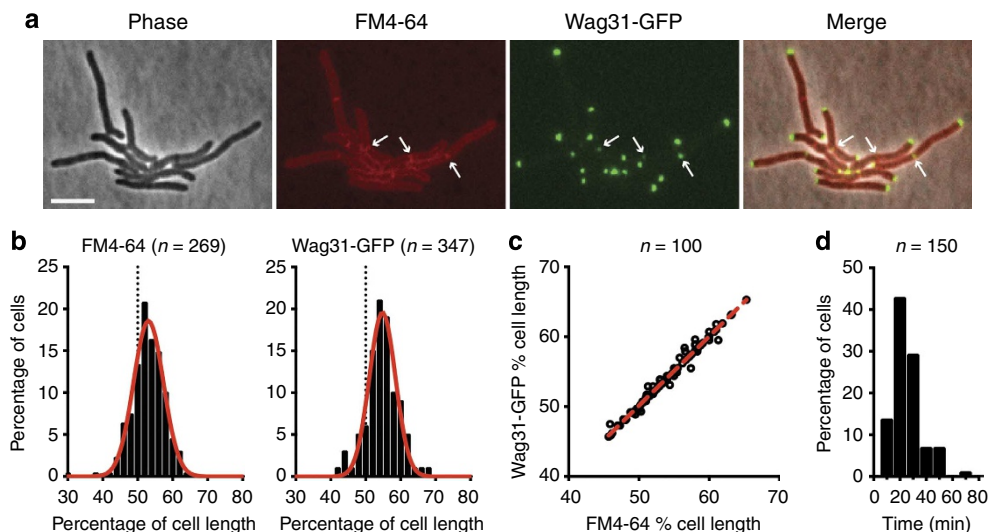 a
Phase
FM4-64
Wag31-GFP
Merge
b
FM4-64 (n = 269)
Percentage of cells
25
20
15
10
5
0
30 40 50 60 70 80
Percentage of cell length
Wag31-GFP (n = 347)
25
20
15
10
5
0
30 40 50 60 70 80
Percentage of cell length
c
n = 100
Wag31-GFP % cell length
70
60
50
40
40 50 60 70
FM4-64 % cell length
d
n = 150
Percentage of cells
50
40
30
20
10
0
0 20 40 60 80
Time (min)